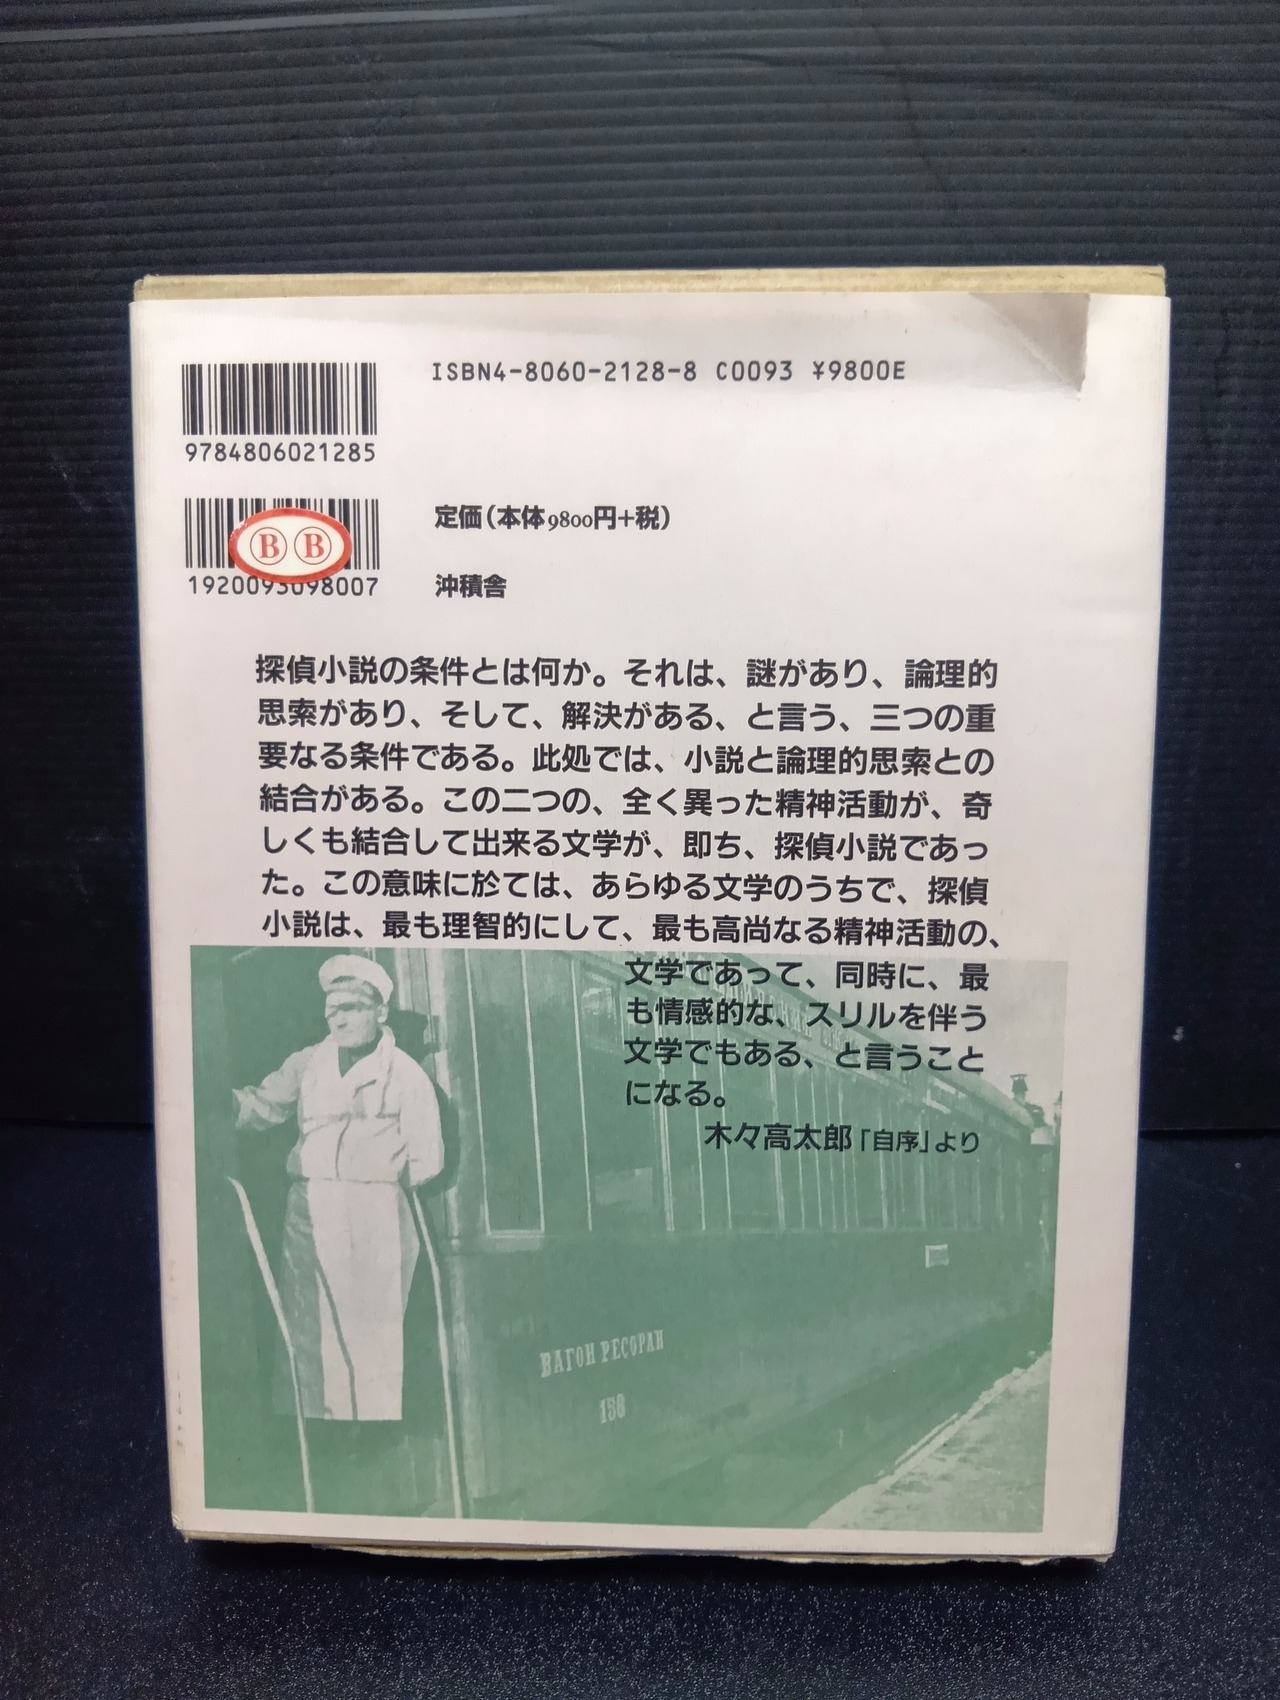 ISBN4-8060-2128-8 C0093 ¥9800E
9784806021285
定価(本体9800円+税)
B B
1920093098007
沖積舎
探偵小説の条件とは何か。それは、謎があり、論理的
思索があり、そして、解決がある、と言う、三つの重
要なる条件である。此処では、小説と論理的思索との
結合がある。この二つの、全く異った精神活動が、奇
しくも結合して出来る文学が、即ち、探偵小説であっ
た。この意味に於ては、あらゆる文学のうちで、探偵
小説は、最も理智的にして、最も高尚なる精神活動の、
文学であって、同時に、最
も情感的な、スリルを伴う
文学でもある、と言うこと
になる。
木々高太郎「自序」より
ВАГОН РЕСОРАН